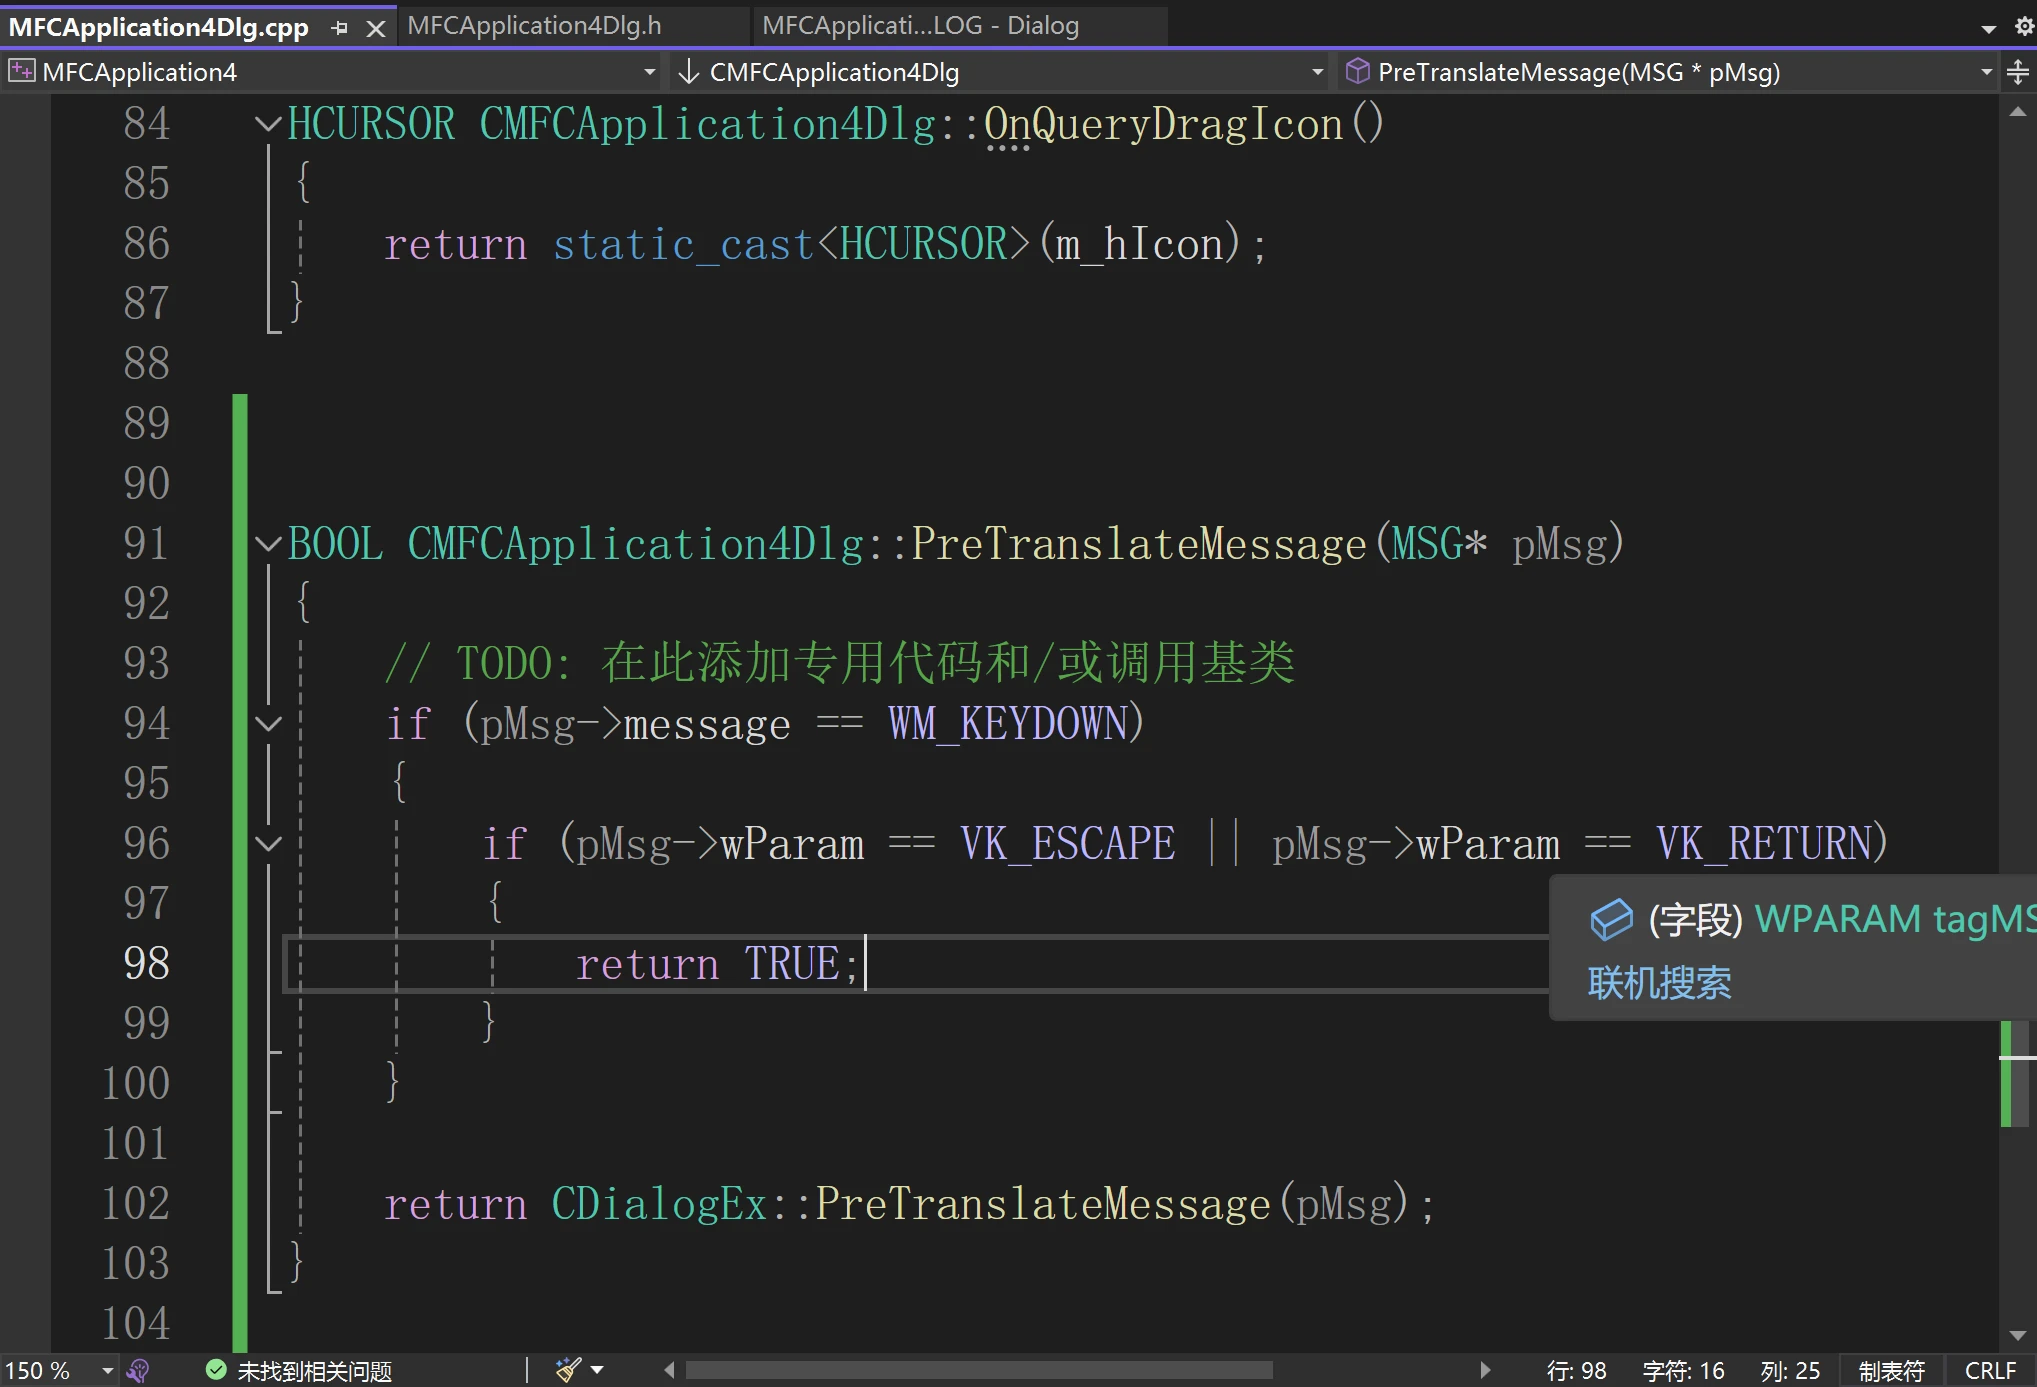 MFCApplication4Dlg.cpp MFCApplication4Dlg.h MFCApplicati...LOG - Dialog
MFCApplication4 CMFCApplication4Dlg PreTranslateMessage(MSG * pMsg)
84 HCURSOR CMFCApplication4Dlg::OnQueryDragIcon()
85 {
86 return static_cast<HCURSOR>(m_hIcon);
87 }
88
89
90
91 BOOL CMFCApplication4Dlg::PreTranslateMessage(MSG* pMsg)
92 {
93 // TODO: 在此添加专用代码和/或调用基类
94 if (pMsg->message == WM_KEYDOWN)
95 {
96 if (pMsg->wParam == VK_ESCAPE || pMsg->wParam == VK_RETURN)
97 {
(字段) WPARAM tagMS
98 return TRUE;
联机搜索
99 }
100 }
101
102 return CDialogEx::PreTranslateMessage(pMsg);
103 }
104
150 % 未找到相关问题 行: 98 字符: 16 列: 25 制表符 CRLF